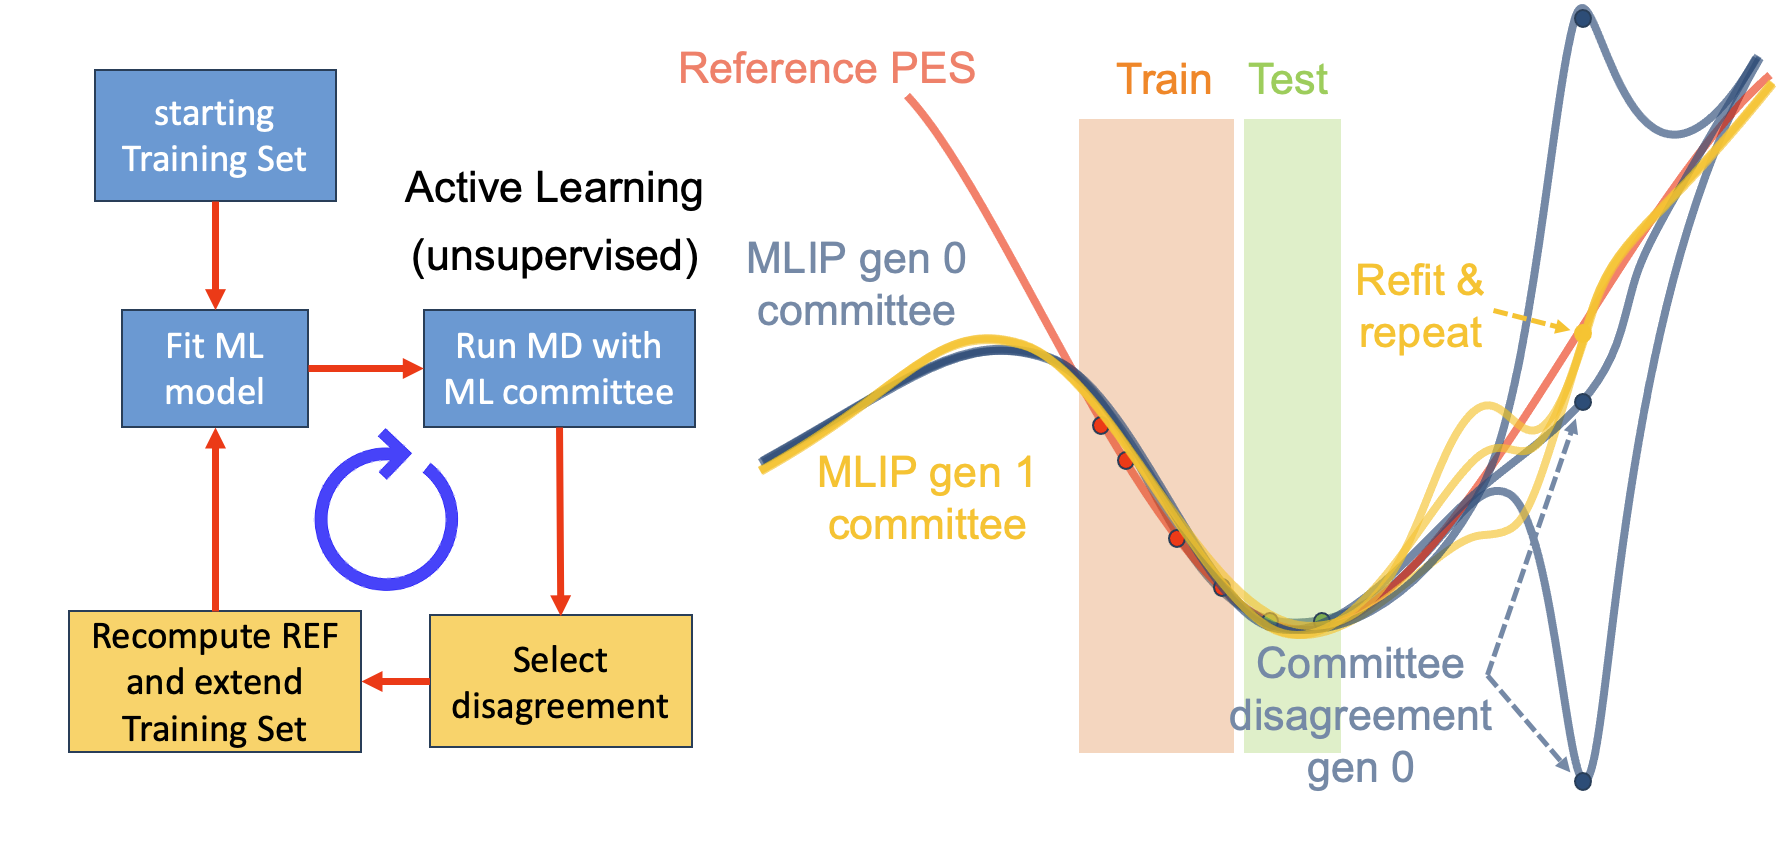 starting
Training Set
Active Learning
(unsupervised)
Fit ML
model
Run MD with
ML committee
Recompute REF
and extend
Training Set
Select
disagreement
Reference PES
Train
Test
MLIP gen 0
committee
MLIP gen 1
committee
Refit &
repeat
Committee
disagreement
gen 0